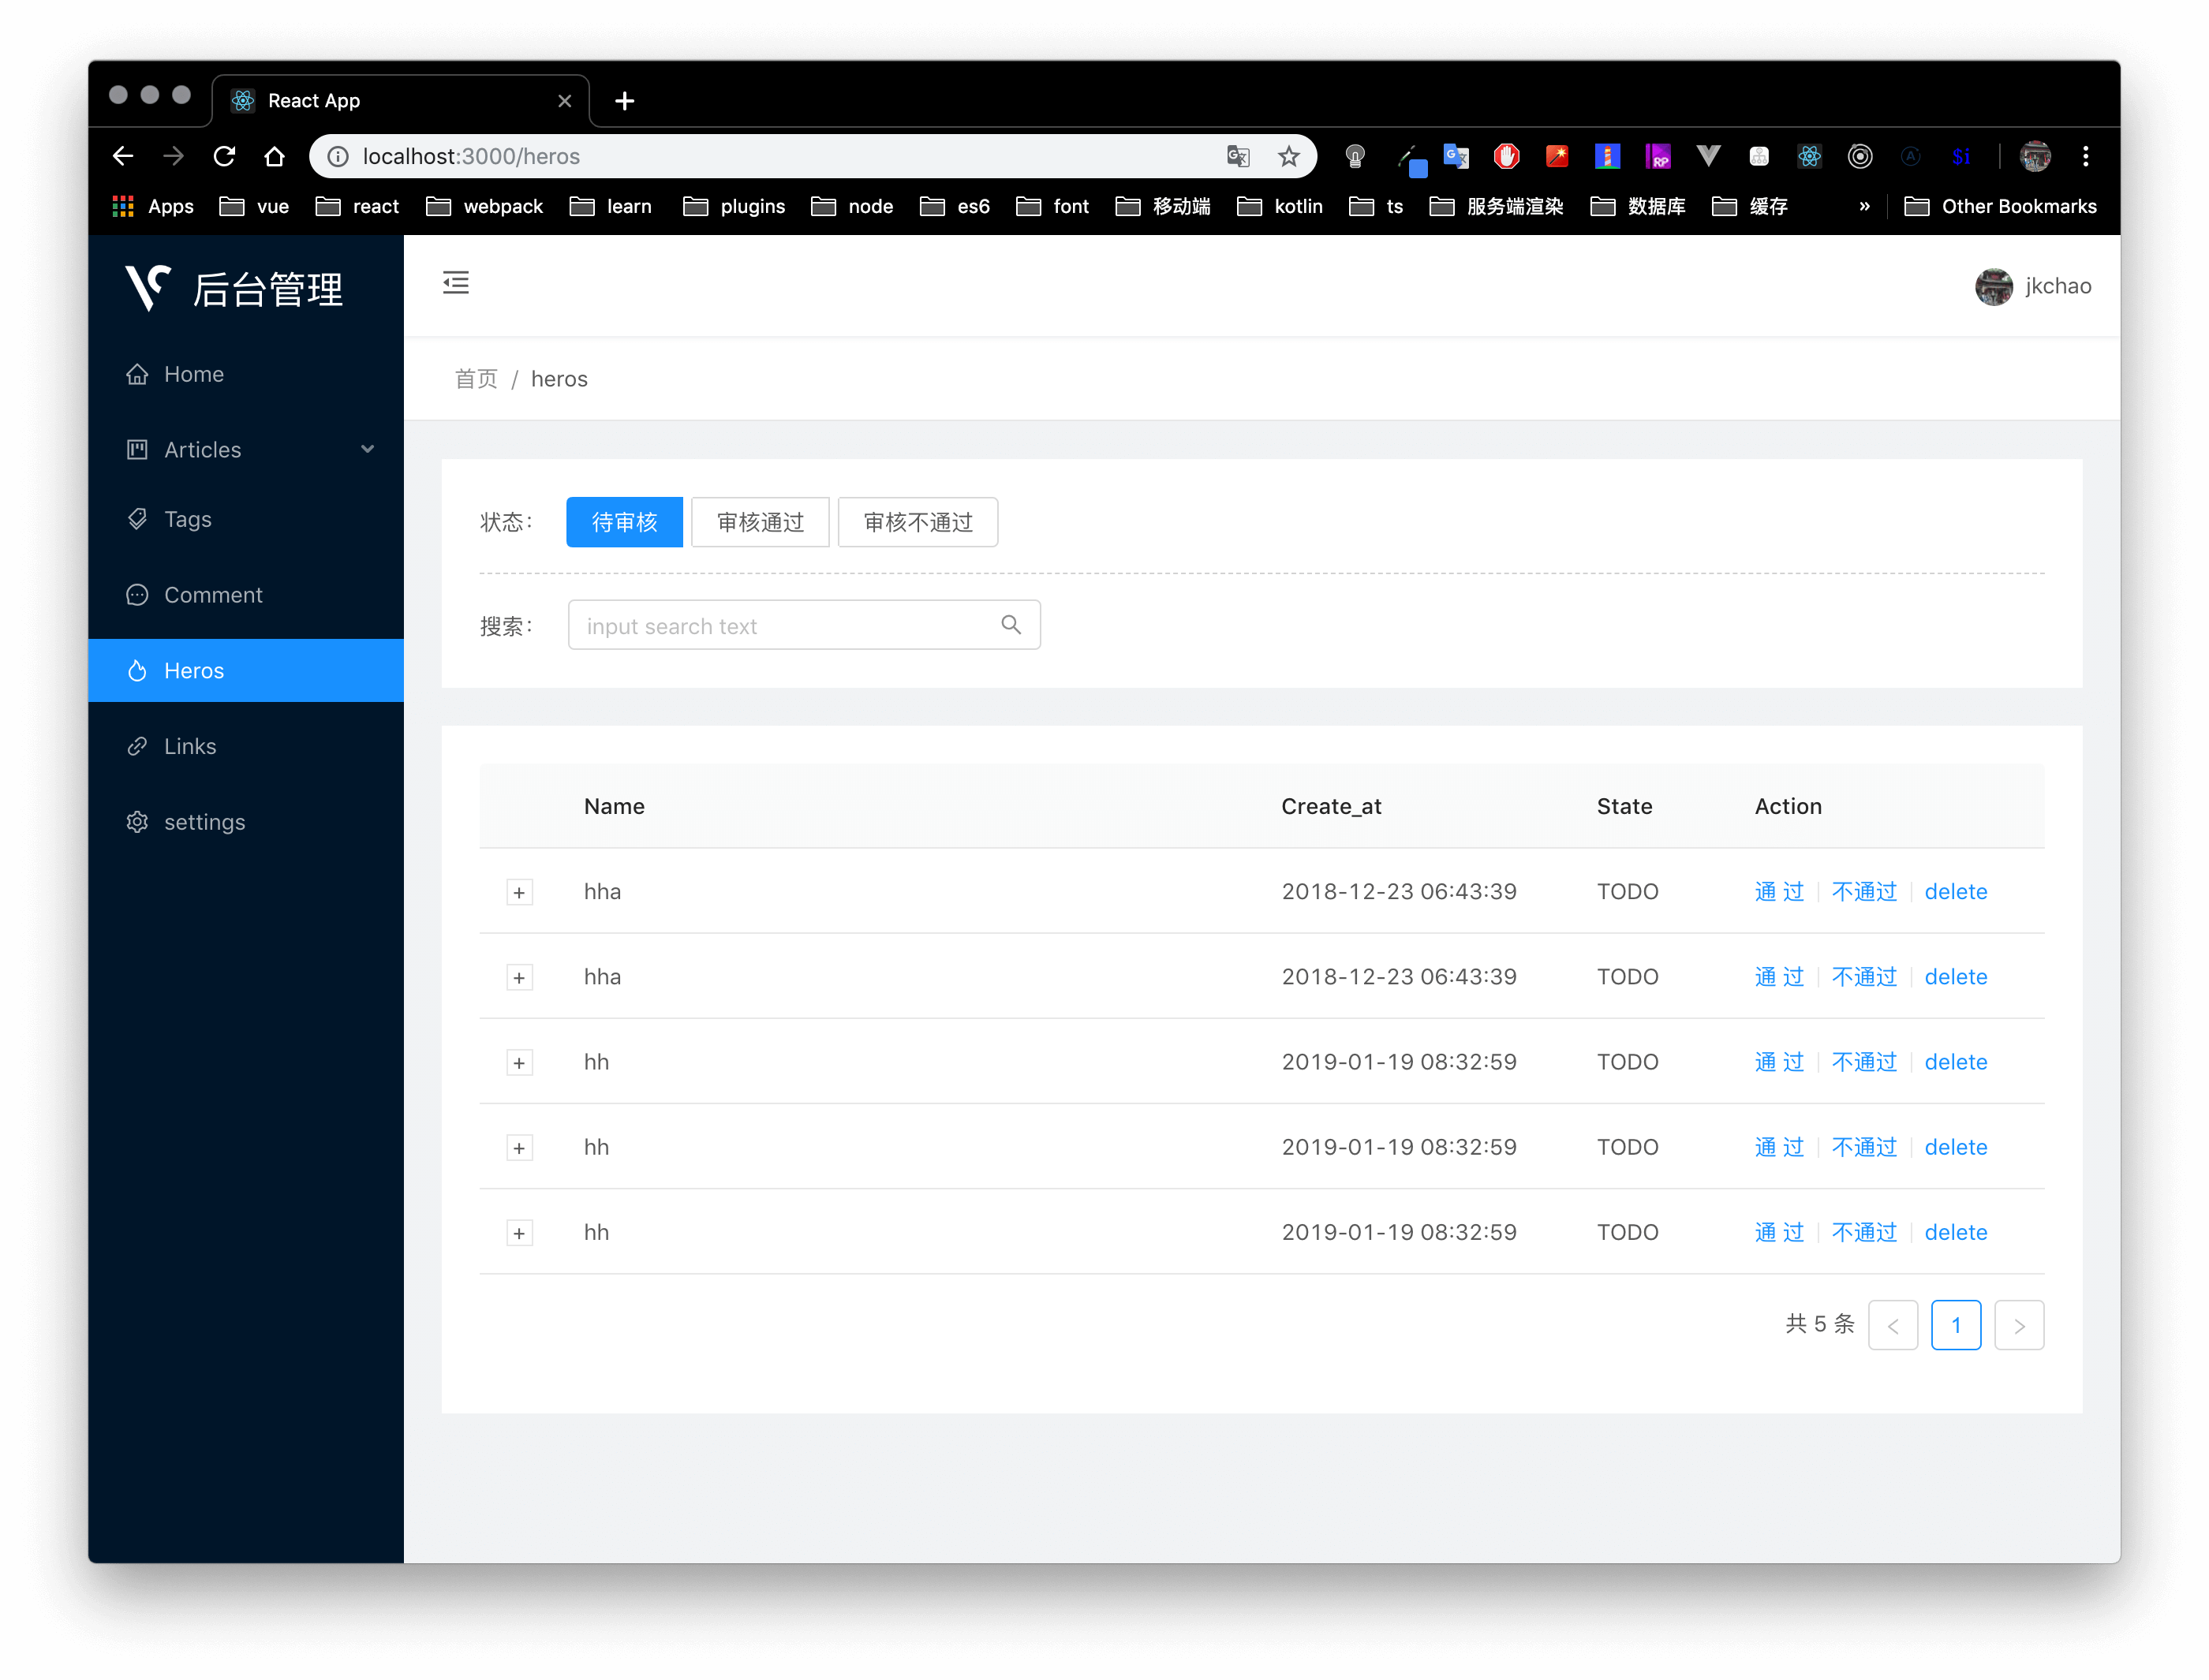 React App
localhost:3000/heros
Apps vue react webpack learn plugins node es6 font 移动端 kotlin ts 服务端渲染 数据库 缓存 » Other Bookmarks
后台管理
jkchao
Home
Articles
Tags
Comment
Heros
Links
settings
首页 / heros
状态: 待审核 审核通过 审核不通过
搜索: input search text
Name Create_at State Action
+ hha 2018-12-23 06:43:39 TODO 通 过 不通过 delete
+ hha 2018-12-23 06:43:39 TODO 通 过 不通过 delete
+ hh 2019-01-19 08:32:59 TODO 通 过 不通过 delete
+ hh 2019-01-19 08:32:59 TODO 通 过 不通过 delete
+ hh 2019-01-19 08:32:59 TODO 通 过 不通过 delete
共 5 条 < 1 >